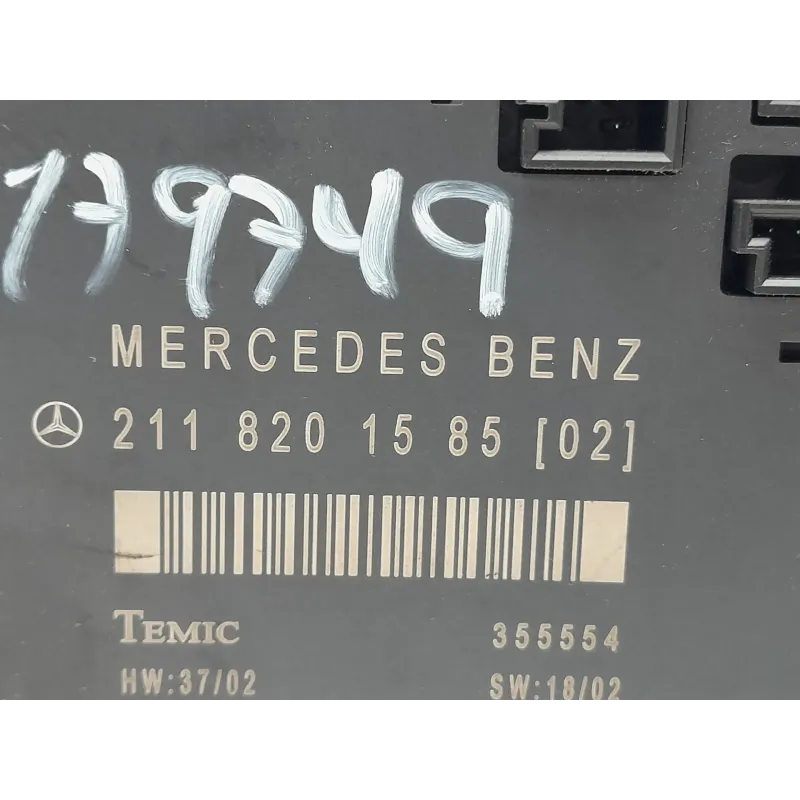 179749
MERCEDES BENZ
211 820 15 85 [02]
TEMIC 355554
HW:37/02 SW:18/02